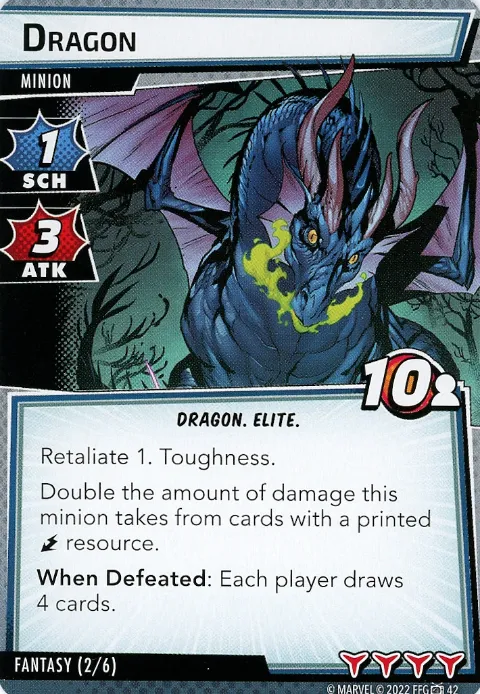 DRAGON
MINION
1
SCH
3
ATK
10
DRAGON. ELITE.
Retaliate 1. Toughness.
Double the amount of damage this
minion takes from cards with a printed
resource.
When Defeated: Each player draws
4 cards.
FANTASY (2/6)
© MARVEL © 2022 FFG 42